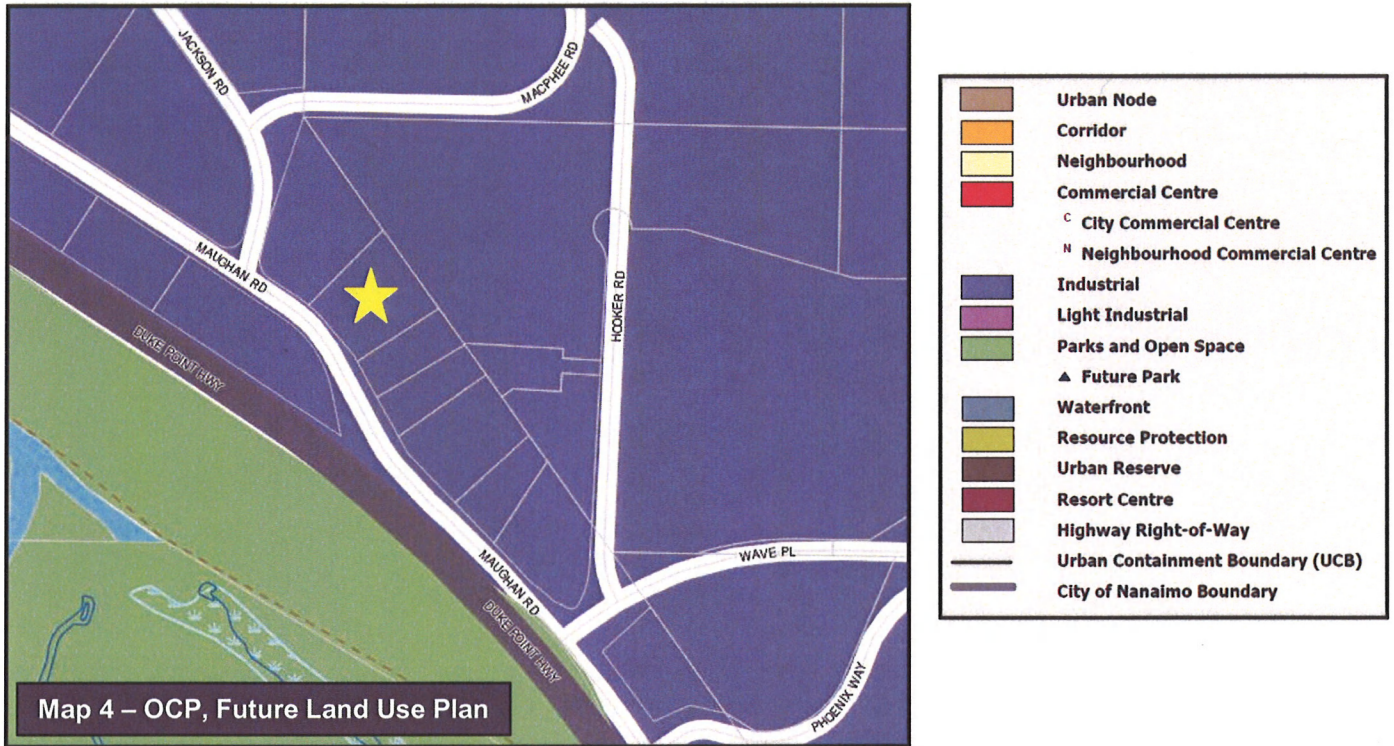 JACKSON RD
MACPHEE RD
MAUGHAN RD
HOOKER RD
DUKE POINT HWY
MAUGHAN RD
DUKE POINT HWY
WAVE PL
PHOENIX WAY
Map 4 – OCP, Future Land Use Plan
Urban Node
Corridor
Neighbourhood
Commercial Centre
C City Commercial Centre
N Neighbourhood Commercial Centre
Industrial
Light Industrial
Parks and Open Space
Future Park
Waterfront
Resource Protection
Urban Reserve
Resort Centre
Highway Right-of-Way
Urban Containment Boundary (UCB)
City of Nanaimo Boundary